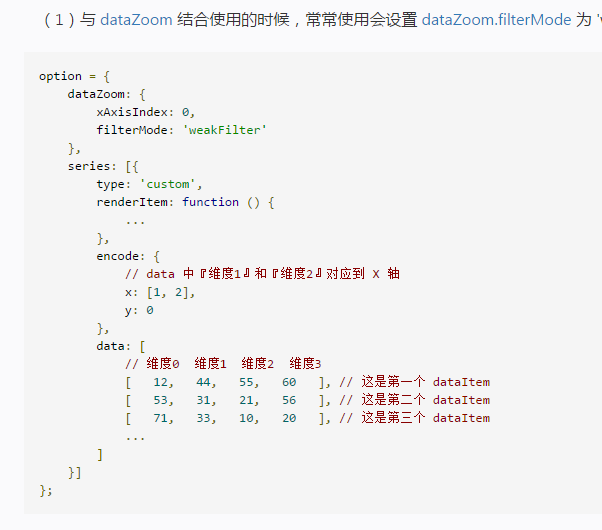 （1）与 dataZoom 结合使用的时候，常常使用会设置 dataZoom.filterMode 为 '
option = {
    dataZoom: {
        xAxisIndex: 0,
        filterMode: 'weakFilter'
    },
    series: [{
        type: 'custom',
        renderItem: function () {
            ...
        },
        encode: {
            // data 中『维度1』和『维度2』对应到 X 轴
            x: [1, 2],
            y: 0
        },
        data: [
            // 维度0  维度1  维度2  维度3
            [   12,   44,   55,   60   ], // 这是第一个 dataItem
            [   53,   31,   21,   56   ], // 这是第二个 dataItem
            [   71,   33,   10,   20   ], // 这是第三个 dataItem
            ...
        ]
    }]
};